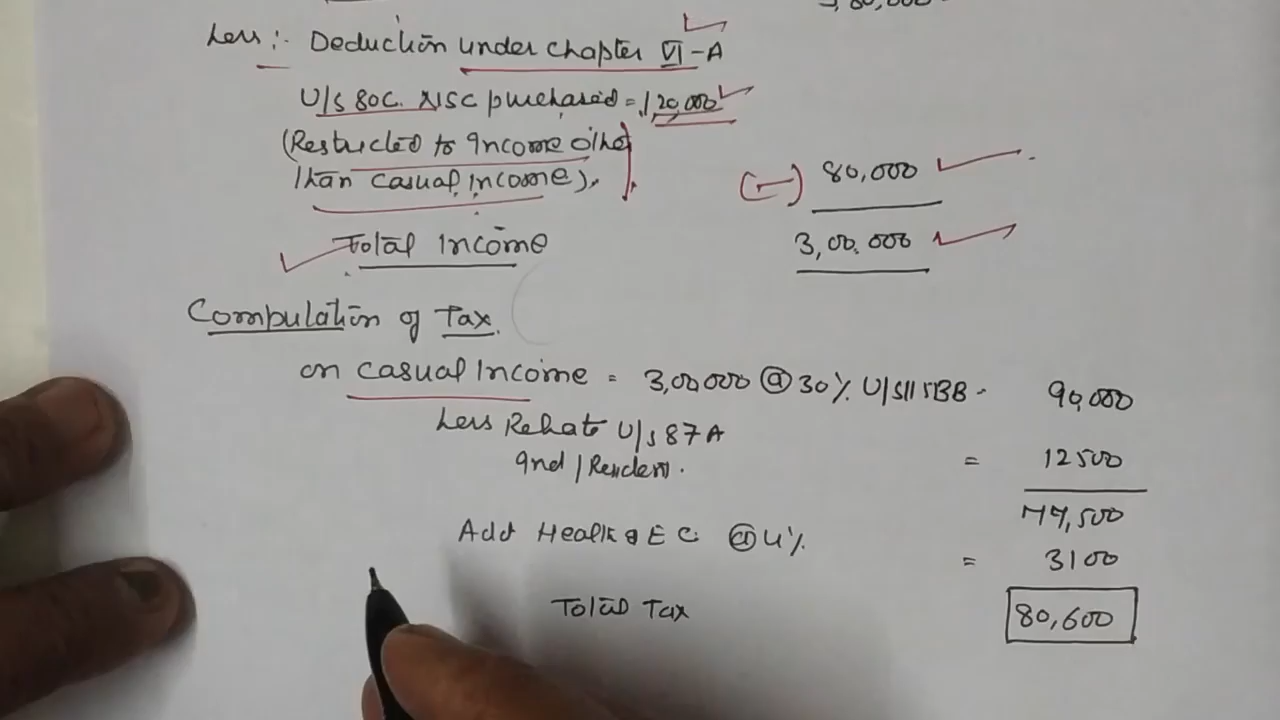 Less :- Deduction under chapter VI-A
U/s 80C. NSC purchased = 1,20,000
(Restricted to Income other
than casual income). (-) 80,000
Total Income 3,00,000
Computation of Tax.
on casual Income = 3,00,000 @ 30% U/s 115BB - 90,000
Less Rebate U/s 87A
Ind / Resident. = 12500
77,500
Add Health & EC @ 4% = 3100
Total Tax 80,600